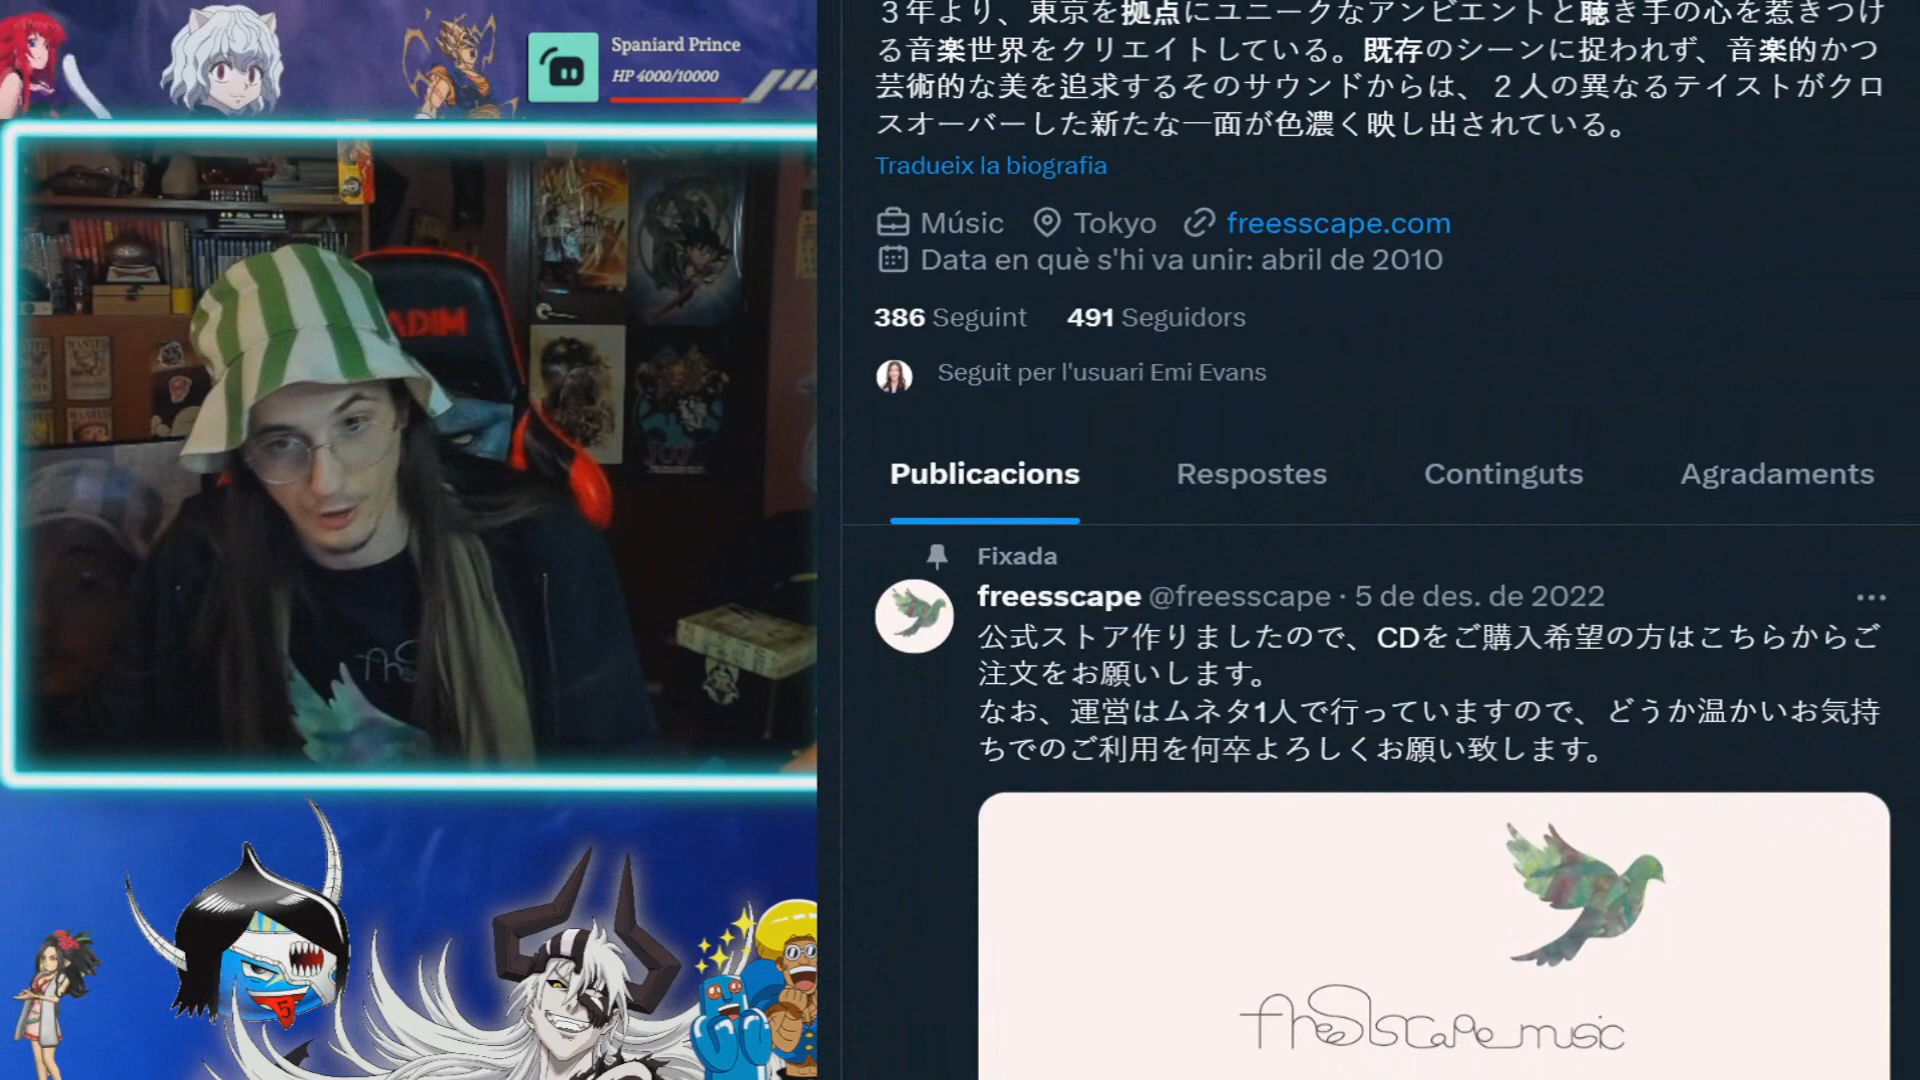 Spaniard Prince
HP 4000/10000
ADIM
WANTED
WANTED
３年より、東京を拠点にユニークなアンビエントと聴き手の心を惹きつけ
る音楽世界をクリエイトしている。既存のシーンに捉われず、音楽的かつ
芸術的な美を追求するそのサウンドからは、２人の異なるテイストがクロ
スオーバーした新たな一面が色濃く映し出されている。
Tradueix la biografia
Músic Tokyo freesscape.com
Data en què s'hi va unir: abril de 2010
386 Seguint 491 Seguidors
Seguit per l'usuari Emi Evans
Publicacions Respostes Continguts Agradaments
Fixada
freesscape @freesscape · 5 de des. de 2022
公式ストア作りましたので、CDをご購入希望の方はこちらからご
注文をお願いします。
なお、運営はムネタ1人で行っていますので、どうか温かいお気持
ちでのご利用を何卒よろしくお願い致します。
freesscape music
5